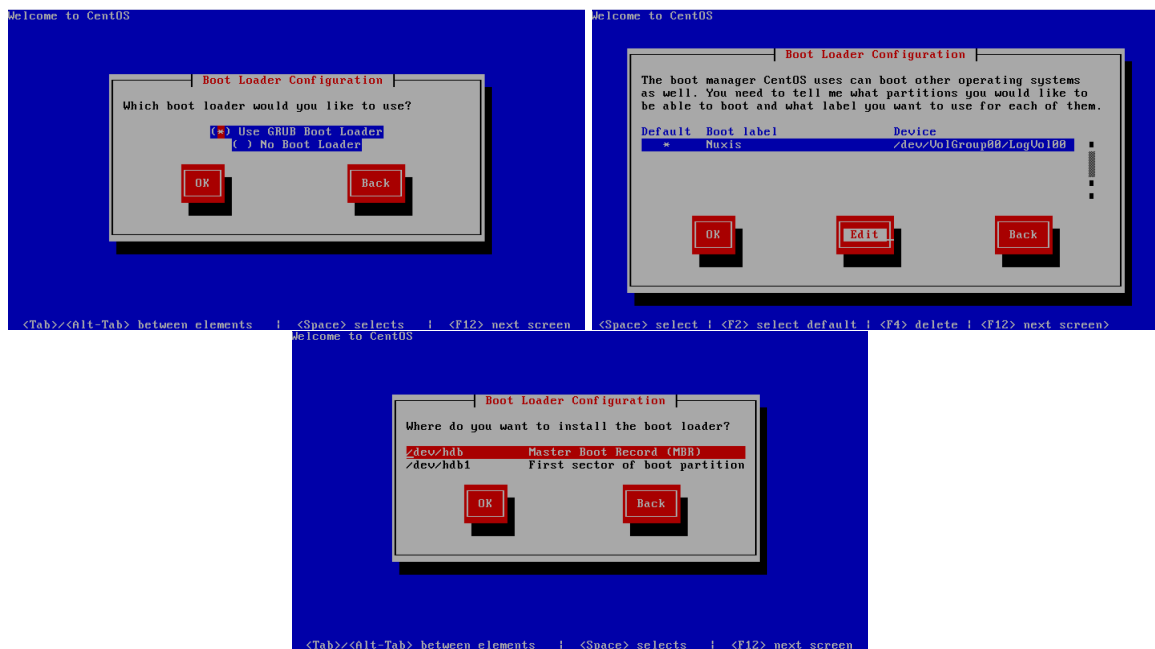 Welcome to CentOS
Boot Loader Configuration
Which boot loader would you like to use?
(*) Use GRUB Boot Loader
( ) No Boot Loader
OK Back
<Tab>/<Alt-Tab> between elements | <Space> selects | <F12> next screen
Welcome to CentOS
Boot Loader Configuration
The boot manager CentOS uses can boot other operating systems
as well. You need to tell me what partitions you would like to
be able to boot and what label you want to use for each of them.
Default Boot label Device
* Nuxis /dev/VolGroup00/LogVol00
OK Edit Back
<Space> select | <F2> select default | <F4> delete | <F12> next screen>
Welcome to CentOS
Boot Loader Configuration
Where do you want to install the boot loader?
/dev/hdb Master Boot Record (MBR)
/dev/hdb1 First sector of boot partition
OK Back
<Tab>/<Alt-Tab> between elements | <Space> selects | <F12> next screen